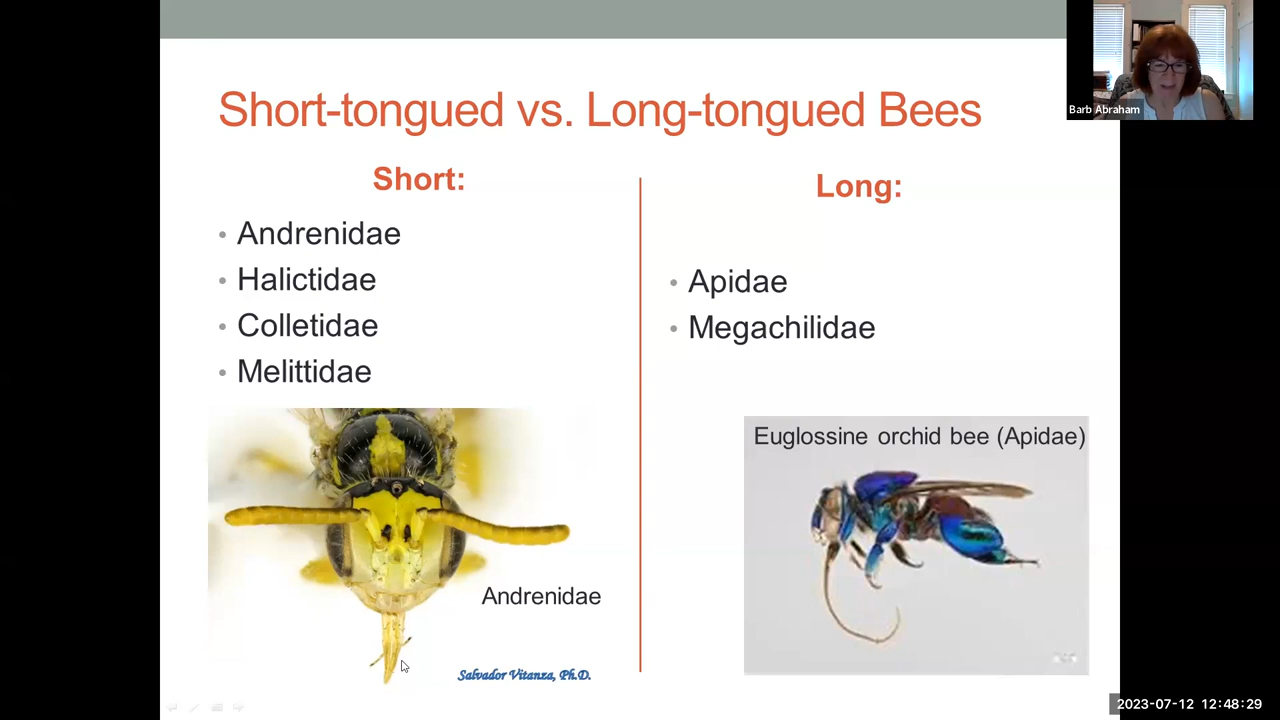 Short-tongued vs. Long-tongued Bees
Barb Abraham
Short:
• Andrenidae
• Halictidae
• Colletidae
• Melittidae
Andrenidae
Salvador Vitanza, Ph.D.
Long:
• Apidae
• Megachilidae
Euglossine orchid bee (Apidae)
2023-07-12 12:48:29